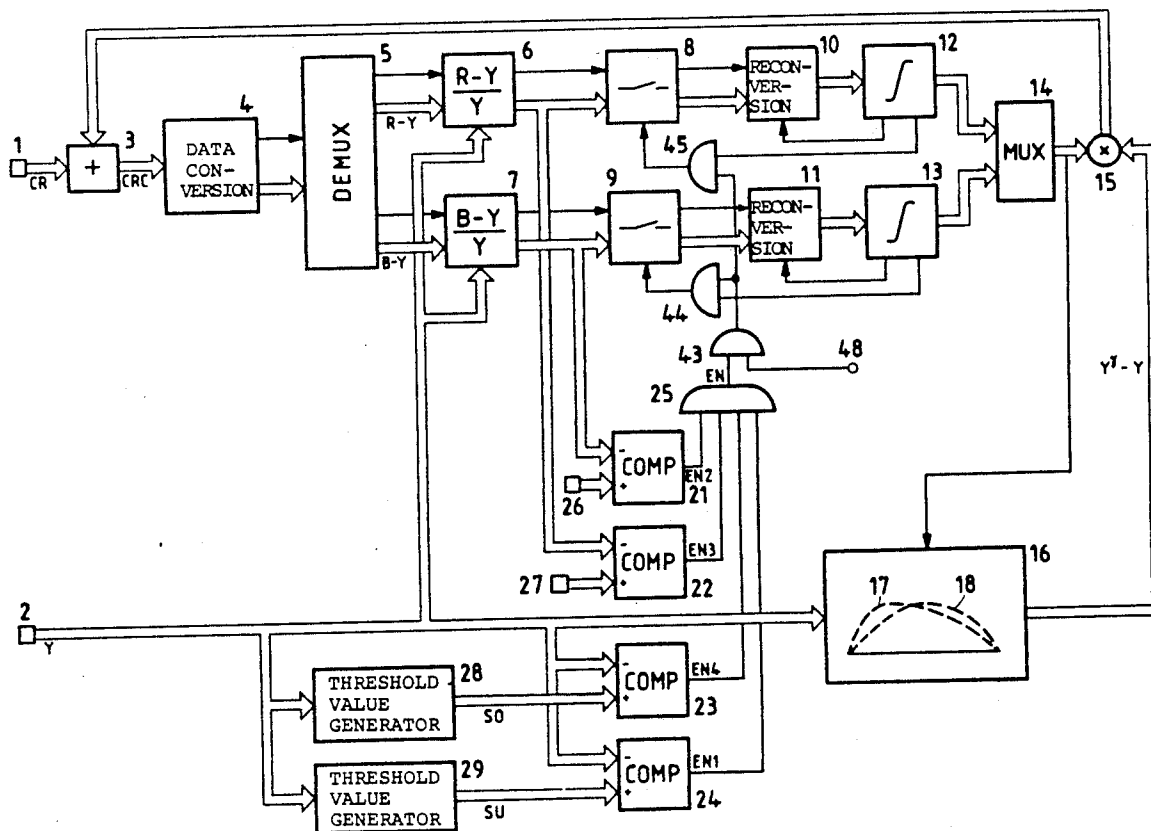 5
6
8
10
12
4
DEMUX
R-Y
Y
RECON-
VER-
SION
∫
14
1
3
DATA
CON-
VERSION
R-Y
45
MUX
×
+
CR
CRC
7
9
11
13
15
B-Y
Y
RECON-
VER-
SION
∫
B-Y
44
43
48
EN
Yᵞ-Y
25
-
COMP
+
EN2
26
21
-
COMP
+
EN3
27
22
16
17
18
2
Y
28
THRESHOLD
VALUE
GENERATOR
SO
-
COMP
+
EN4
23
29
THRESHOLD
VALUE
GENERATOR
SU
-
COMP
+
EN1
24